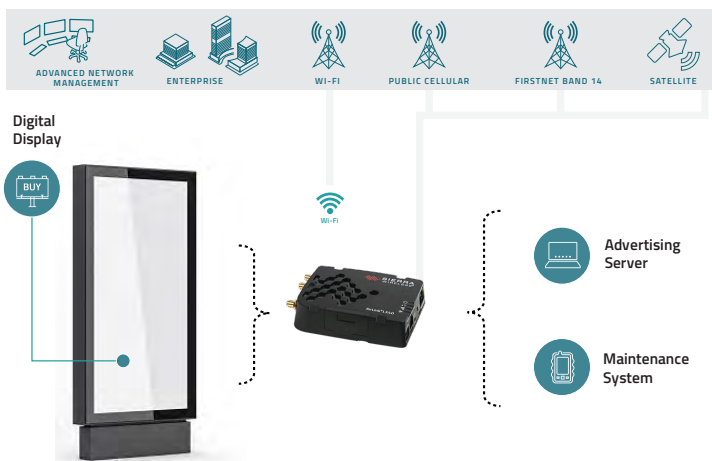 ADVANCED NETWORK
MANAGEMENT
ENTERPRISE
WI-FI
PUBLIC CELLULAR
FIRSTNET BAND 14
SATELLITE
Digital
Display
BUY
Wi-Fi
SIERRA
WIRELESS
Advertising
Server
Maintenance
System